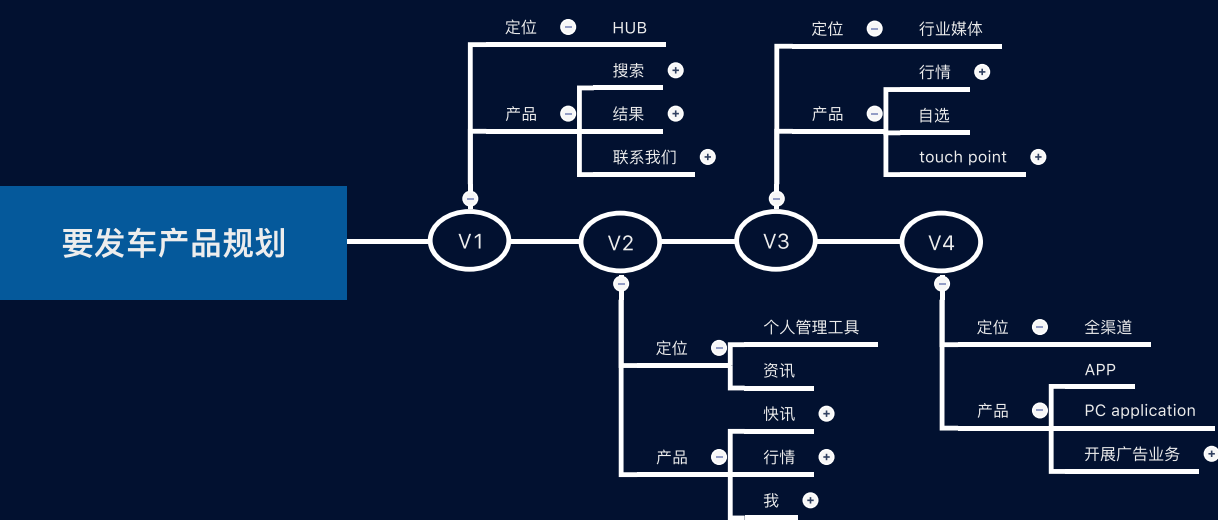 要发车产品规划
V1
定位
HUB
产品
搜索
结果
联系我们
V2
定位
个人管理工具
资讯
产品
快讯
行情
我
V3
定位
行业媒体
产品
行情
自选
touch point
V4
定位
全渠道
产品
APP
PC application
开展广告业务